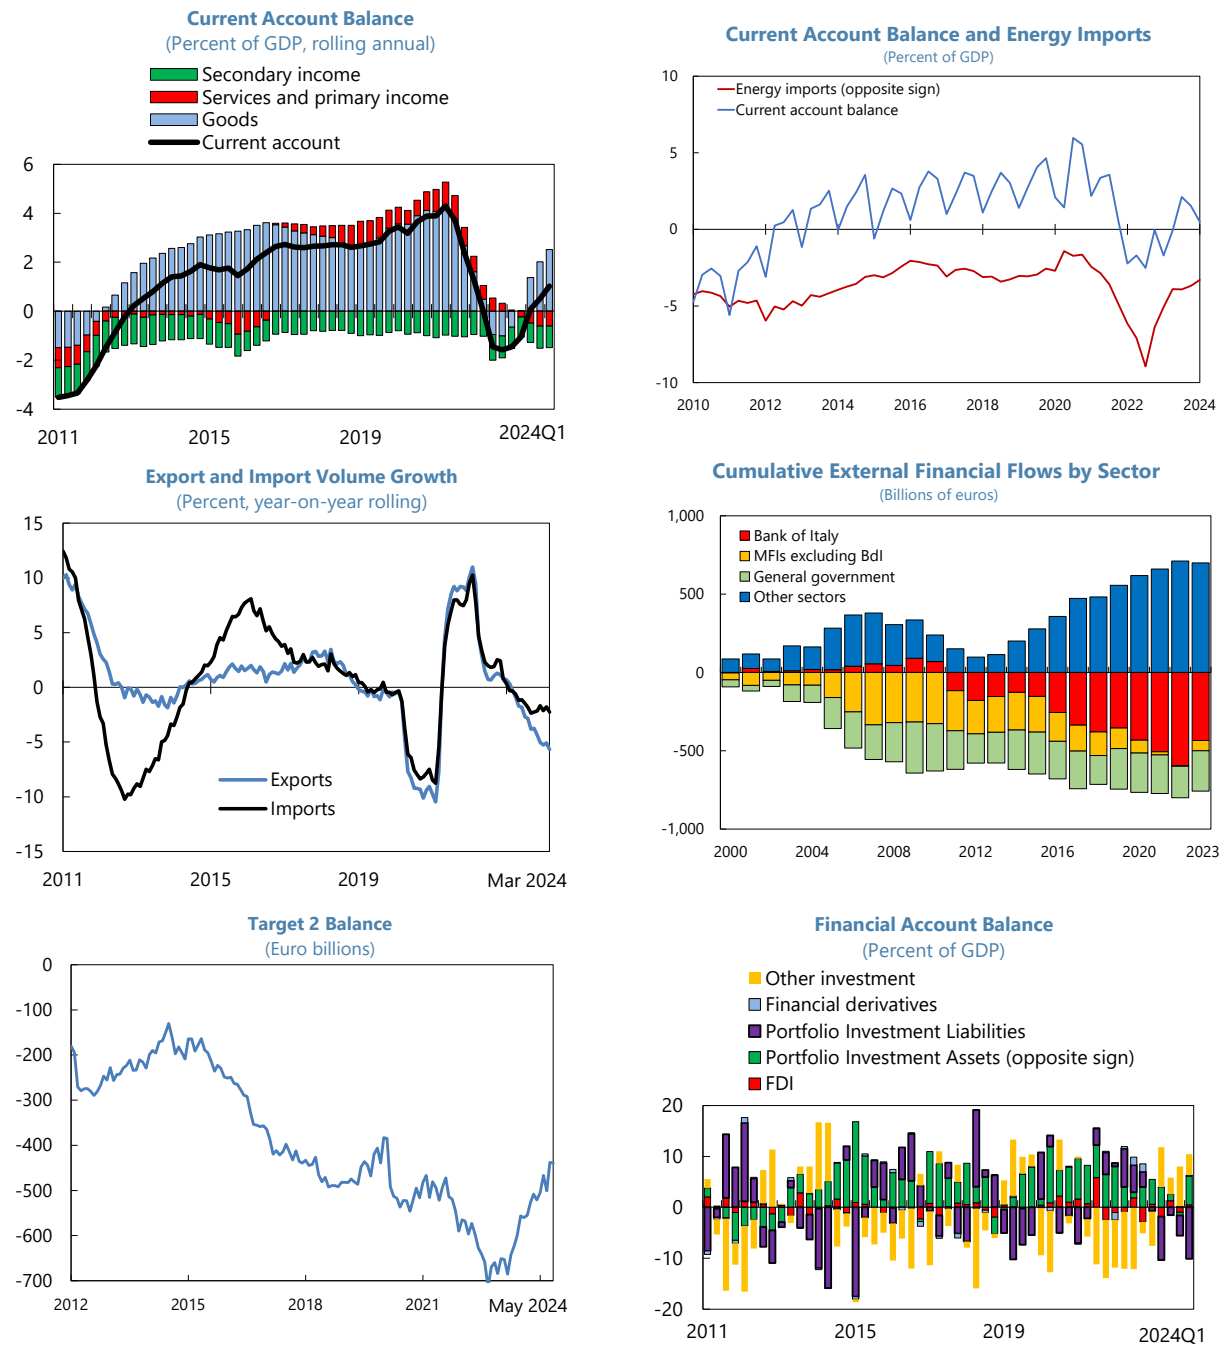 Current Account Balance
(Percent of GDP, rolling annual)
Secondary income
Services and primary income
Goods
Current account
6
4
2
0
-2
-4
2011
2015
2019
2024Q1
Current Account Balance and Energy Imports
(Percent of GDP)
Energy imports (opposite sign)
Current account balance
10
5
0
-5
-10
2010
2012
2014
2016
2018
2020
2022
2024
Export and Import Volume Growth
(Percent, year-on-year rolling)
15
10
5
0
-5
-10
-15
Exports
Imports
2011
2015
2019
Mar 2024
Cumulative External Financial Flows by Sector
(Billions of euros)
1,000
500
0
-500
-1,000
Bank of Italy
MFIs excluding BdI
General government
Other sectors
2000
2004
2008
2012
2016
2020
2023
Target 2 Balance
(Euro billions)
0
-100
-200
-300
-400
-500
-600
-700
2012
2015
2018
2021
May 2024
Financial Account Balance
(Percent of GDP)
Other investment
Financial derivatives
Portfolio Investment Liabilities
Portfolio Investment Assets (opposite sign)
FDI
20
10
0
-10
-20
2011
2015
2019
2024Q1